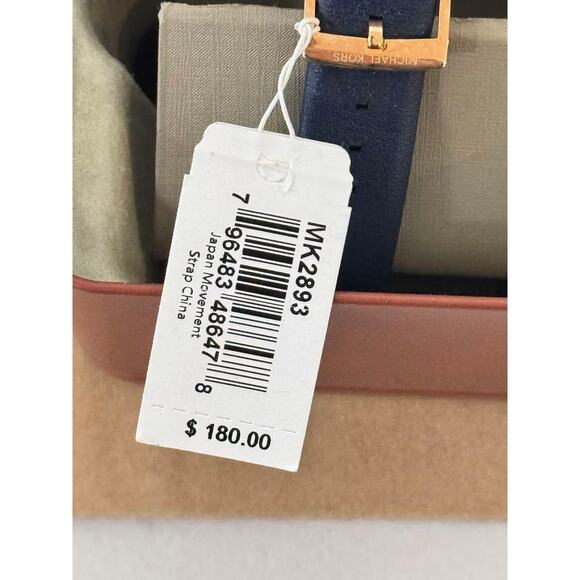 MICHAEL KORS
MK2893
7 96483 48647 8
Japan Movement
Strap China
$ 180.00